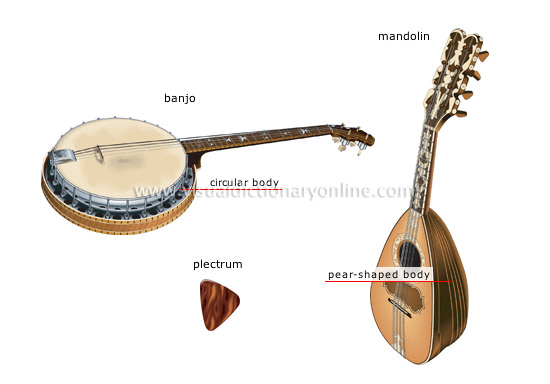 mandolin
banjo
circular body
www.visualdictionaryonline.com
plectrum
pear-shaped body